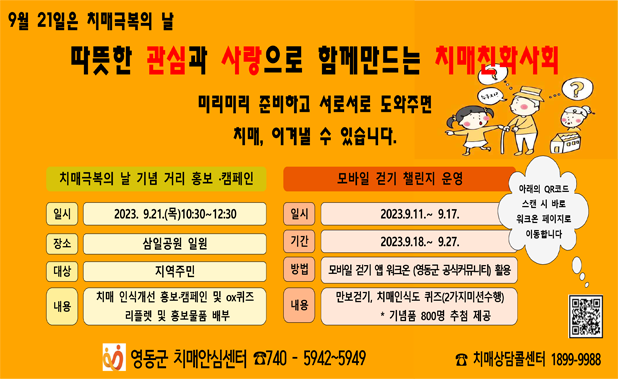 9월 21일은 치매극복의 날
따뜻한 관심과 사랑으로 함께만드는 치매친화사회
미리미리 준비하고 서로서로 도와주면
치매, 이겨낼 수 있습니다.
치매극복의 날 기념 거리 홍보·캠페인
일시 2023. 9.21.(목)10:30~12:30
장소 삼일공원 일원
대상 지역주민
내용 치매 인식개선 홍보·캠페인 및 ox퀴즈
리플렛 및 홍보물품 배부
모바일 걷기 챌린지 운영
일시 2023.9.11.~ 9.17.
기간 2023.9.18.~ 9.27.
방법 모바일 걷기 앱 워크온 (영동군 공식커뮤니티) 활용
내용 만보걷기, 치매인식도 퀴즈(2가지미션수행)
* 기념품 800명 추첨 제공
아래의 QR코드
스캔 시 바로
워크온 페이지로
이동합니다
영동군 치매안심센터 ☎740 - 5942~5949
☎ 치매상담콜센터 1899-9988